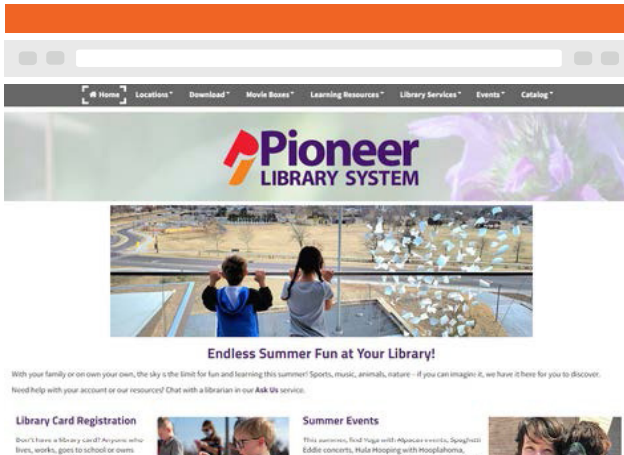 Home Locations Download Movie Boxes Learning Resources Library Services Events Catalog
Pioneer
LIBRARY SYSTEM
Endless Summer Fun at Your Library!
With your family or on own your own, the sky is the limit for fun and learning this summer! Sports, music, animals, nature – if you can imagine it, we have it here for you to discover.
Need help with your account or our resources? Chat with a librarian in our Ask Us service.
Library Card Registration
Don't have a library card? Anyone who
lives, works, goes to school or owns
Summer Events
This summer, find Yoga with Alpacas events, Spaghetti
Eddie concerts, Hula Hooping with Hooplahoma,